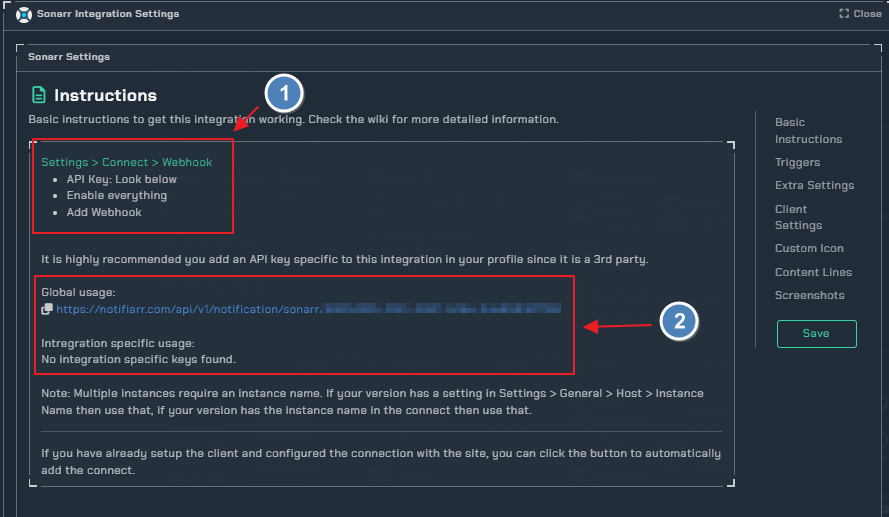 Sonarr Integration Settings
Close
Sonarr Settings
Instructions
1
Basic instructions to get this integration working. Check the wiki for more detailed information.
Settings > Connect > Webhook
API Key: Look below
Enable everything
Add Webhook
It is highly recommended you add an API key specific to this integration in your profile since it is a 3rd party.
Global usage:
https://notifiarr.com/api/v1/notification/sonarr/
2
Intregration specific usage:
No integration specific keys found.
Note: Multiple instances require an instance name. If your version has a setting in Settings > General > Host > Instance
Name then use that, if your version has the instance name in the connect then use that.
If you have already setup the client and configured the connection with the site, you can click the button to automatically
add the connect.
Basic
Instructions
Triggers
Extra Settings
Client
Settings
Custom Icon
Content Lines
Screenshots
Save